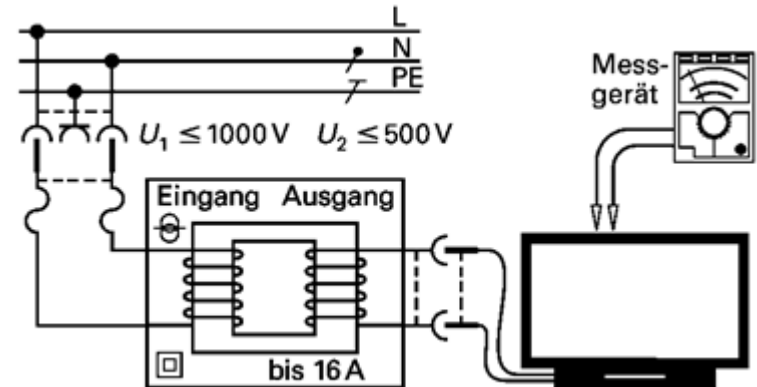 L
N
PE
Mess-
gerät
U₁ ≤ 1000 V U₂ ≤ 500 V
Eingang Ausgang
bis 16 A